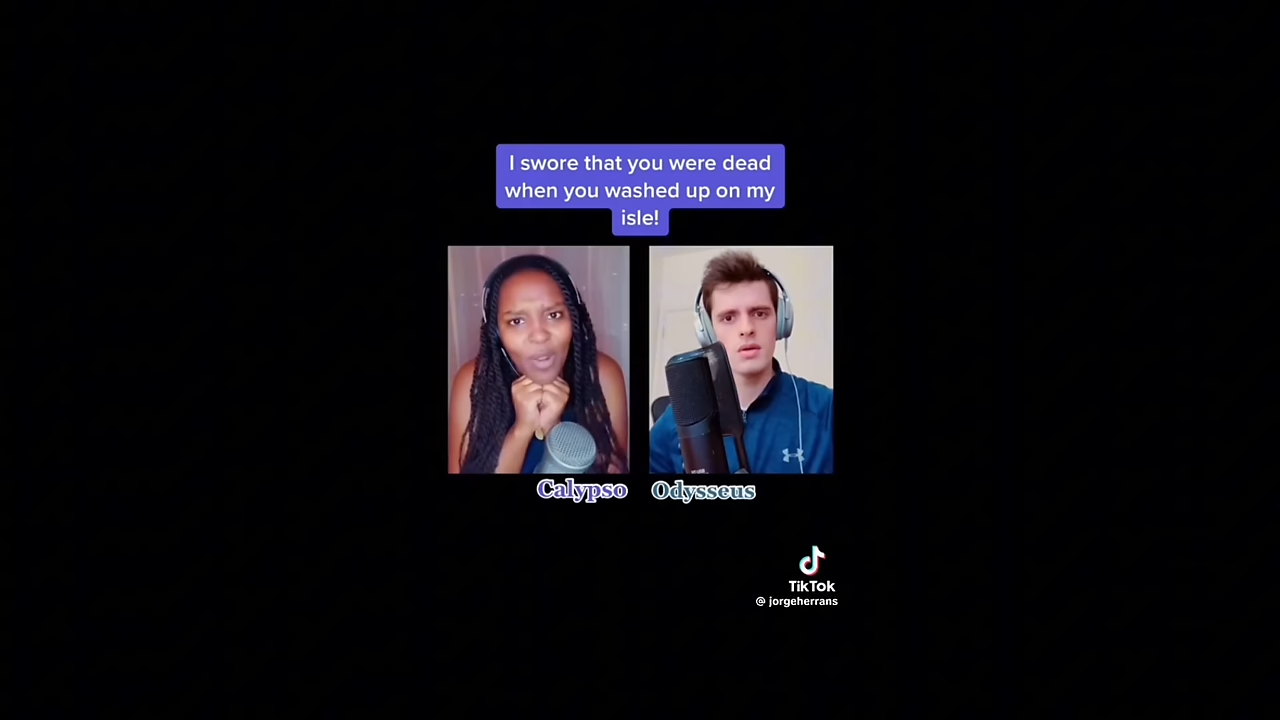 I swore that you were dead
when you washed up on my
isle!
Calypso
Odysseus
TikTok
@ jorgeherrans